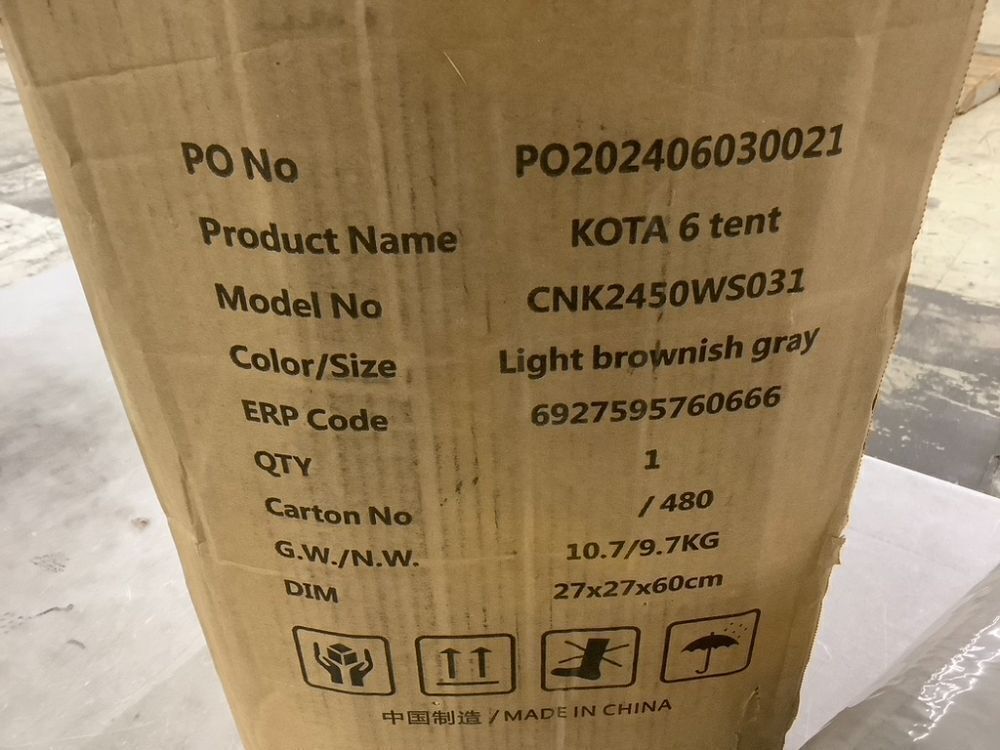 PO No PO202406030021
Product Name KOTA 6 tent
Model No CNK2450WS031
Color/Size Light brownish gray
ERP Code 6927595760666
QTY 1
Carton No / 480
G.W./N.W. 10.7/9.7KG
DIM 27x27x60cm
中国制造 / MADE IN CHINA